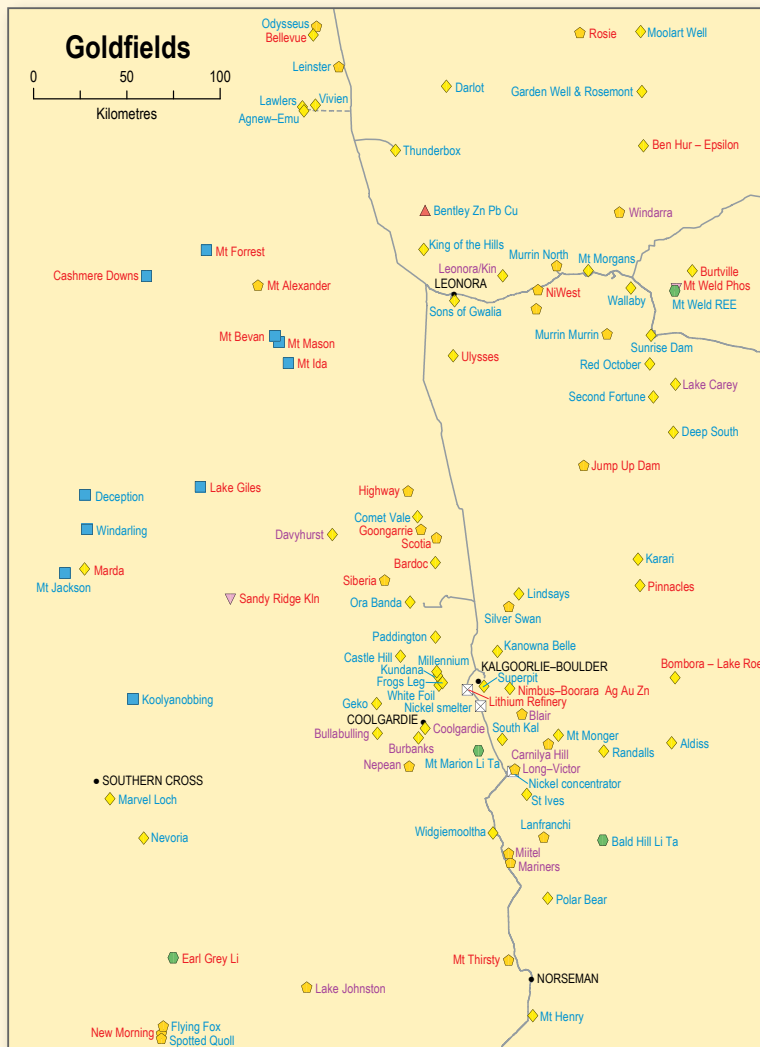 Goldfields
0 50 100
Kilometres
Odysseus
Bellevue
Rosie
Moolart Well
Leinster
Darlot
Garden Well & Rosemont
Lawlers
Vivien
Agnew–Emu
Thunderbox
Ben Hur – Epsilon
Bentley Zn Pb Cu
Windarra
Mt Forrest
King of the Hills
Murrin North
Mt Morgans
Cashmere Downs
Leonora/Kin
Burtville
Mt Alexander
LEONORA
NiWest
Wallaby
Mt Weld Phos
Mt Weld REE
Sons of Gwalia
Mt Bevan
Mt Mason
Murrin Murrin
Sunrise Dam
Mt Ida
Ulysses
Red October
Lake Carey
Second Fortune
Deep South
Jump Up Dam
Lake Giles
Highway
Deception
Comet Vale
Windarling
Davyhurst
Goongarrie
Scotia
Karari
Marda
Bardoc
Mt Jackson
Siberia
Pinnacles
Sandy Ridge Kln
Ora Banda
Lindsays
Silver Swan
Paddington
Kanowna Belle
Castle Hill
Millennium
Kundana
KALGOORLIE–BOULDER
Bombora – Lake Roe
Frogs Leg
Superpit
White Foil
Nimbus–Boorara Ag Au Zn
Koolyanobbing
Geko
Lithium Refinery
Nickel smelter
COOLGARDIE
Blair
Bullabulling
Coolgardie
South Kal
Mt Monger
Burbanks
Aldiss
Carnilya Hill
Randalls
Nepean
Mt Marion Li Ta
Long–Victor
SOUTHERN CROSS
Nickel concentrator
Marvel Loch
St Ives
Lanfranchi
Widgiemooltha
Nevoria
Bald Hill Li Ta
Miitel
Mariners
Polar Bear
Earl Grey Li
Mt Thirsty
NORSEMAN
Lake Johnston
Mt Henry
Flying Fox
New Morning
Spotted Quoll